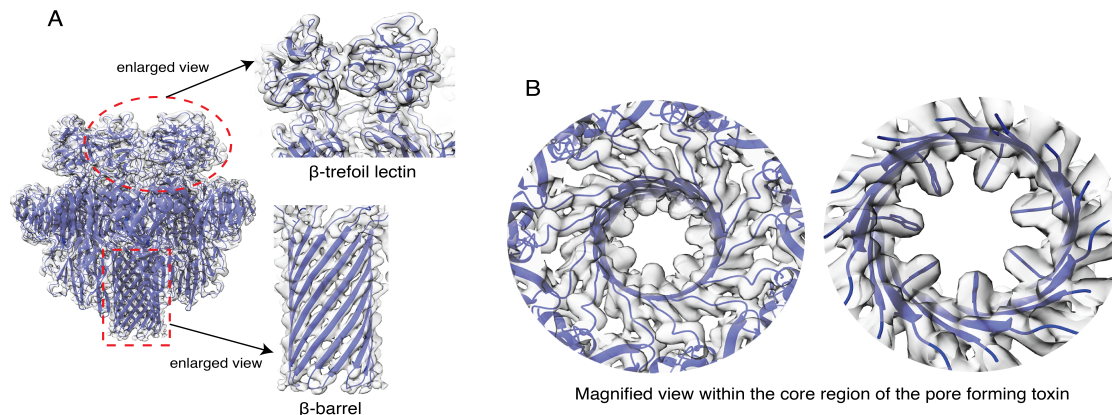 A
enlarged view
β-trefoil lectin
enlarged view
β-barrel
B
Magnified view within the core region of the pore forming toxin